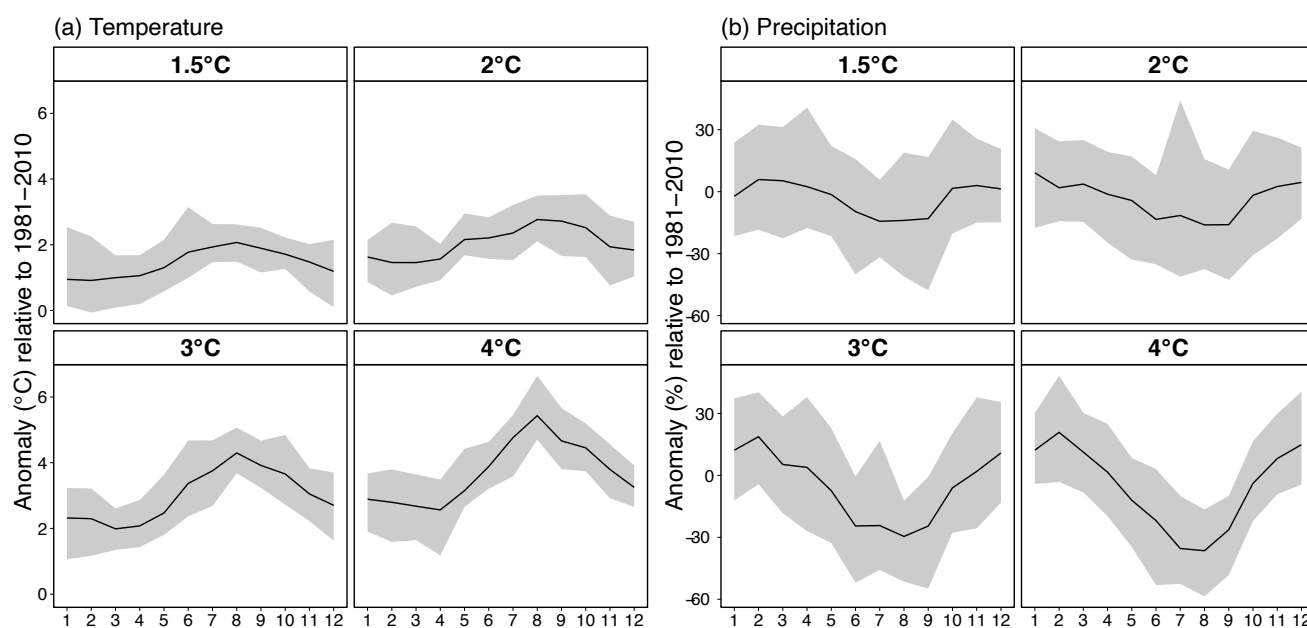 (a) Temperature
1.5°C
2°C
Anomaly (°C) relative to 1981−2010
6
4
2
0
3°C
4°C
6
4
2
0
1 2 3 4 5 6 7 8 9 10 11 12
1 2 3 4 5 6 7 8 9 10 11 12
(b) Precipitation
1.5°C
2°C
Anomaly (%) relative to 1981−2010
30
0
-30
-60
3°C
4°C
30
0
-30
-60
1 2 3 4 5 6 7 8 9 10 11 12
1 2 3 4 5 6 7 8 9 10 11 12